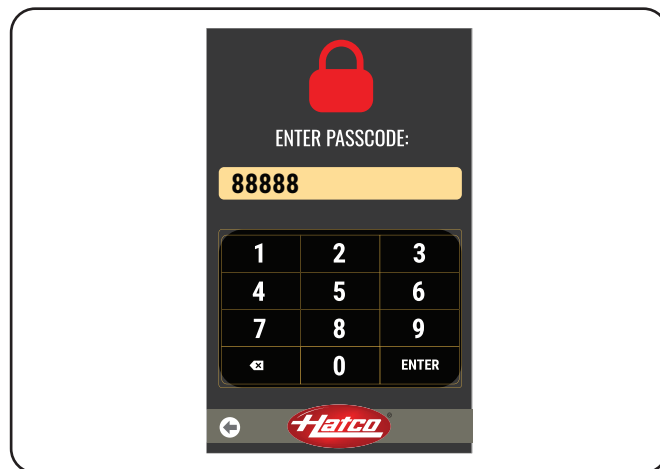 ENTER PASSCODE:
88888
1 2 3
4 5 6
7 8 9
0 ENTER
Hatco®